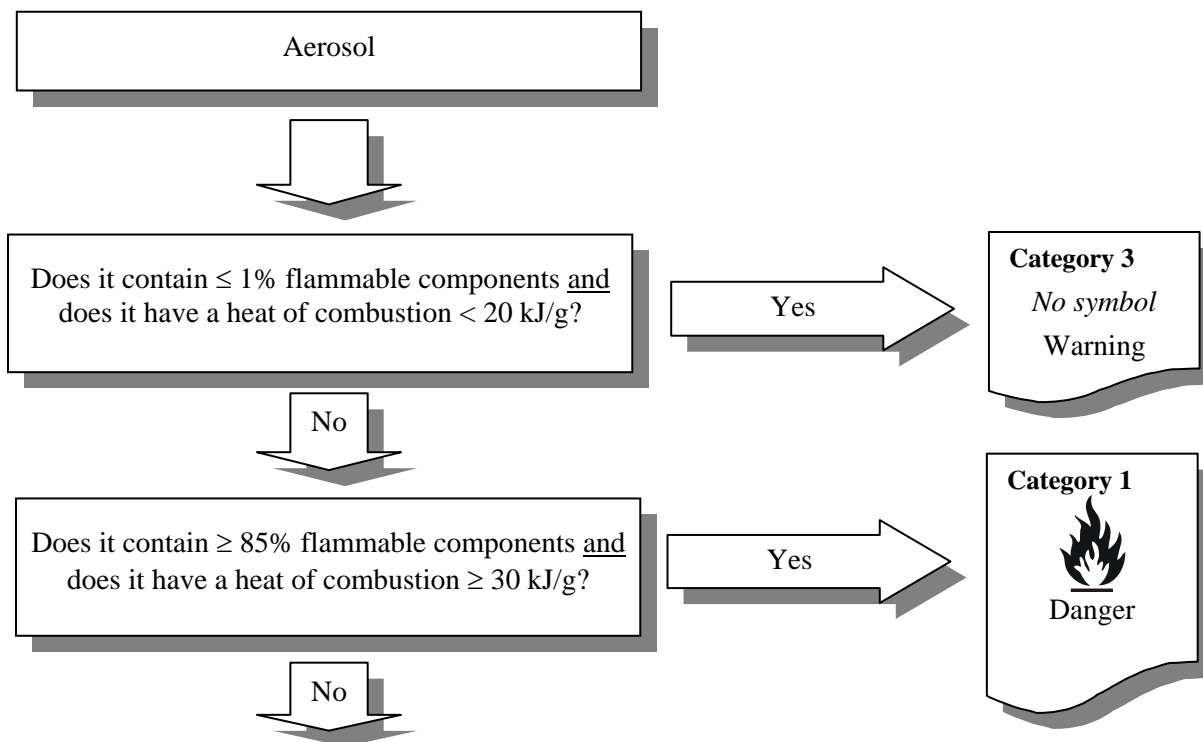 Aerosol
Does it contain ≤ 1% flammable components and
does it have a heat of combustion < 20 kJ/g?
Yes
Category 3
No symbol
Warning
No
Does it contain ≥ 85% flammable components and
does it have a heat of combustion ≥ 30 kJ/g?
Yes
Category 1
Danger
No